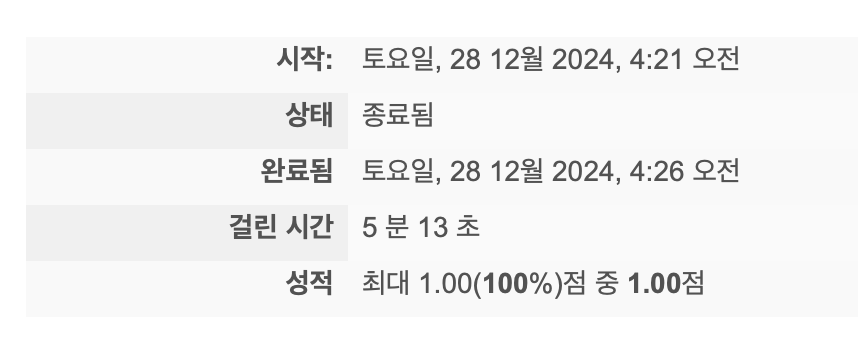 시작: 토요일, 28 12월 2024, 4:21 오전
상태 종료됨
완료됨 토요일, 28 12월 2024, 4:26 오전
걸린 시간 5 분 13 초
성적 최대 1.00(100%)점 중 1.00점